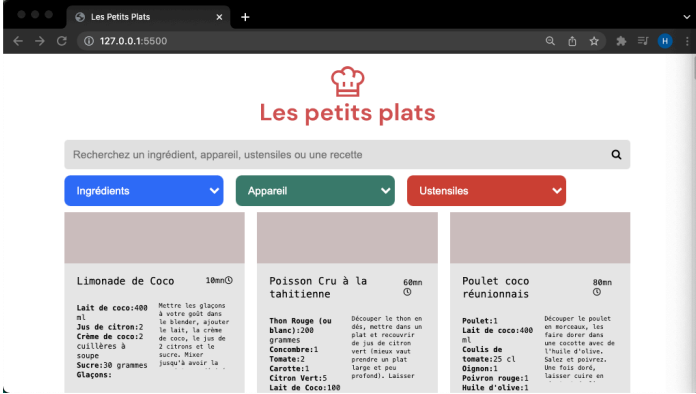 Les Petits Plats
127.0.0.1:5500
H
Les petits plats
Recherchez un ingrédient, appareil, ustensiles ou une recette
Ingrédients
Appareil
Ustensiles
Limonade de Coco
10mn
Lait de coco:400
ml
Jus de citron:2
Crème de coco:2
cuillères à
soupe
Sucre:30 grammes
Glaçons:
Mettre les glaçons
à votre goût dans
le blender, ajouter
le lait, la crème
de coco, le jus de
2 citrons et le
sucre. Mixer
jusqu'à avoir la
Poisson Cru à la
tahitienne
60mn
Thon Rouge (ou
blanc):200
grammes
Concombre:1
Tomate:2
Carotte:1
Citron Vert:5
Lait de Coco:100
Découper le thon en
dés, mettre dans un
plat et recouvrir
de jus de citron
vert (mieux vaut
prendre un plat
large et peu
profond). Laisser
Poulet coco
réunionnais
80mn
Poulet:1
Lait de coco:400
ml
Coulis de
tomate:25 cl
Oignon:1
Poivron rouge:1
Huile d'olive:1
Découper le poulet
en morceaux, les
faire dorer dans
une cocotte avec de
l'huile d'olive.
Salez et poivrez.
Une fois doré,
laisser cuire en